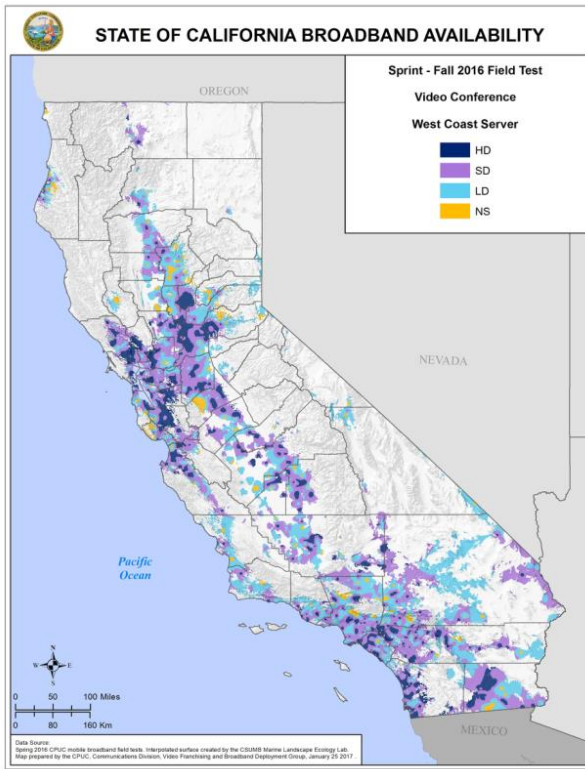 STATE OF CALIFORNIA BROADBAND AVAILABILITY
Sprint - Fall 2016 Field Test
Video Conference
West Coast Server
HD
SD
LD
NS
OREGON
NEVADA
Pacific
Ocean
N
W E
S
0 50 100 Miles
0 80 160 Km
MEXICO
Data Source:
Spring 2016 CPUC mobile broadband field tests. Interpolated surface created by the CSUMB Marine Landscape Ecology Lab.
Map prepared by the CPUC, Communications Division, Video Franchising and Broadband Deployment Group, January 25 2017 .